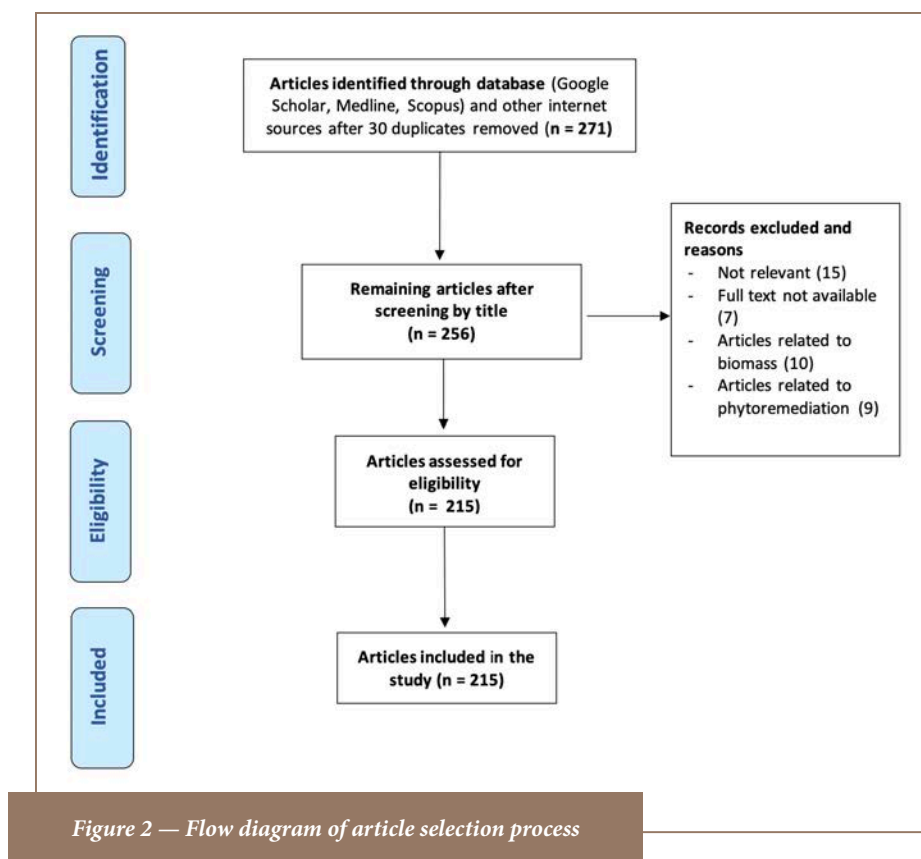 Identification
Articles identified through database (Google
Scholar, Medline, Scopus) and other internet
sources after 30 duplicates removed (n = 271)
Screening
Remaining articles after
screening by title
(n = 256)
Records excluded and
reasons
- Not relevant (15)
- Full text not available
(7)
- Articles related to
biomass (10)
- Articles related to
phytoremediation (9)
Eligibility
Articles assessed for
eligibility
(n = 215)
Included
Articles included in the
study (n = 215)
Figure 2 — Flow diagram of article selection process